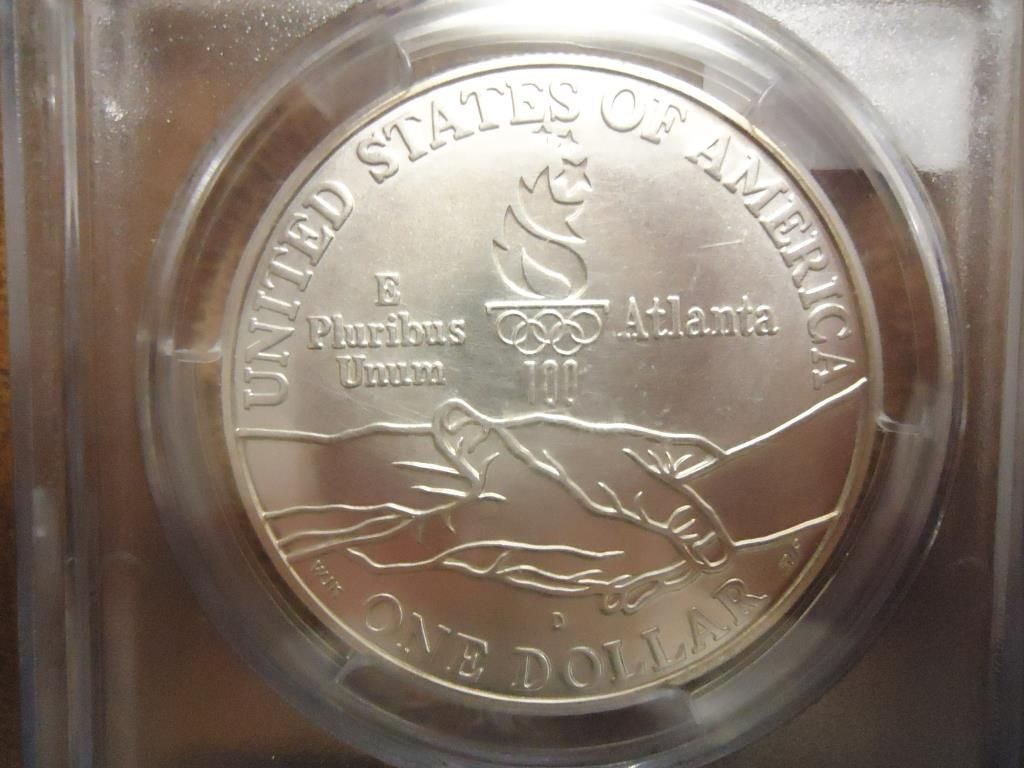 UNITED STATES OF AMERICA
E
Pluribus
Unum
Atlanta
100
D
ONE DOLLAR